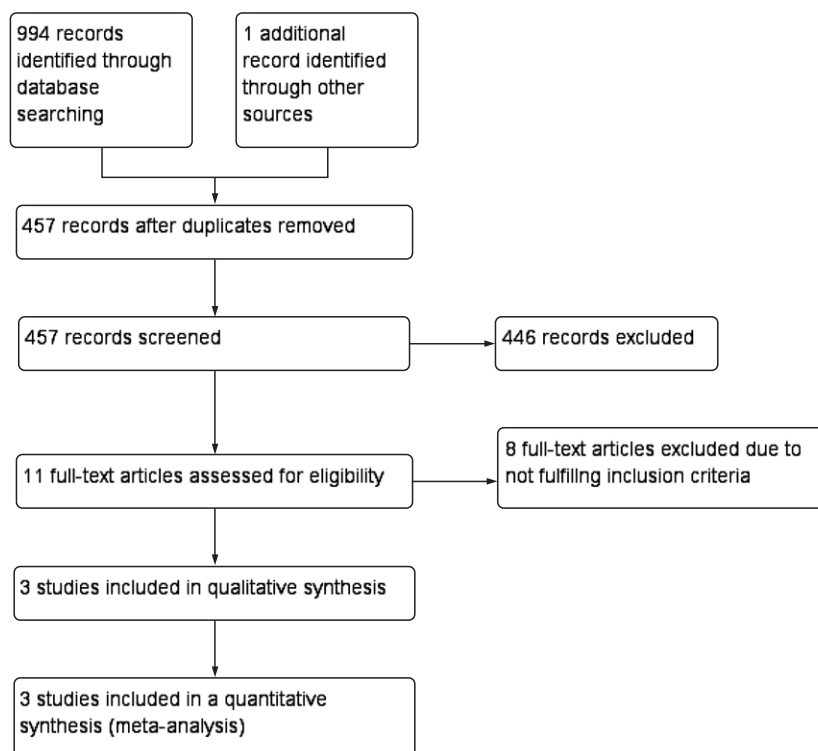 994 records
identified through
database
searching
1 additional
record identified
through other
sources
457 records after duplicates removed
457 records screened
446 records excluded
11 full-text articles assessed for eligibility
8 full-text articles excluded due to
not fulfillng inclusion criteria
3 studies included in qualitative synthesis
3 studies included in a quantitative
synthesis (meta-analysis)